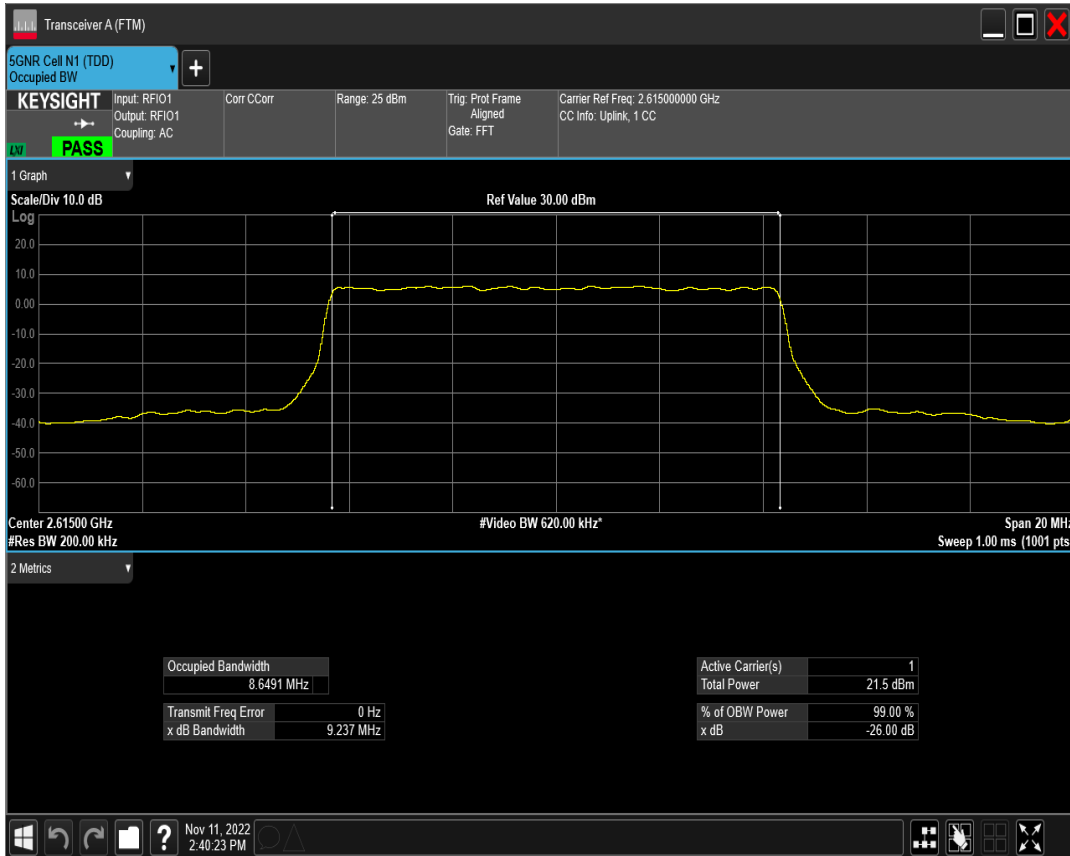 Transceiver A (FTM)
5GNR Cell N1 (TDD)
Occupied BW
+
KEYSIGHT
LXI
PASS
Input: RFIO1
Output: RFIO1
Coupling: AC
Corr CCorr
Range: 25 dBm
Trig: Prot Frame
Aligned
Gate: FFT
Carrier Ref Freq: 2.615000000 GHz
CC Info: Uplink, 1 CC
1 Graph
Scale/Div 10.0 dB
Ref Value 30.00 dBm
Log
20.0
10.0
0.00
-10.0
-20.0
-30.0
-40.0
-50.0
-60.0
Center 2.61500 GHz
#Video BW 620.00 kHz*
Span 20 MHz
#Res BW 200.00 kHz
Sweep 1.00 ms (1001 pts
2 Metrics
Occupied Bandwidth
8.6491 MHz
Transmit Freq Error 0 Hz
x dB Bandwidth 9.237 MHz
Active Carrier(s) 1
Total Power 21.5 dBm
% of OBW Power 99.00 %
x dB -26.00 dB
?
Nov 11, 2022
2:40:23 PM